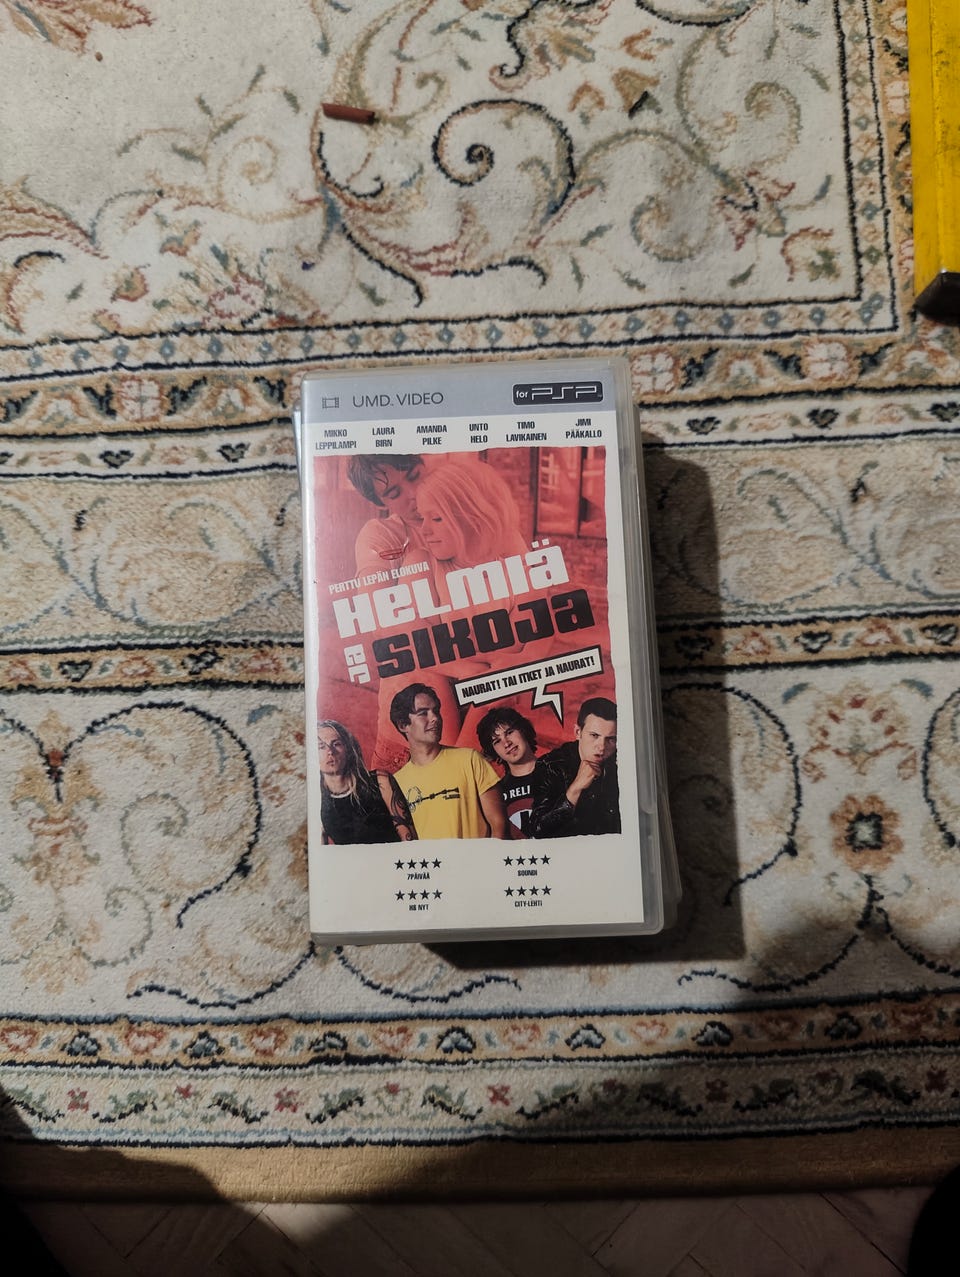 UMD. VIDEO
for PSP
MIKKO LEPPILAMPI
LAURA BIRN
AMANDA PILKE
UNTO HELO
TIMO LAVIKAINEN
JIMI PÄÄKALLO
PERTTU LEPÄN ELOKUVA
HELMIÄ
JA SIKOJA
NAURAT! TAI ITKET JA NAURAT!
★★★★
7PÄIVÄÄ
★★★★
SOUNDI
★★★★
HS NYT
★★★★
CITY-LEHTI